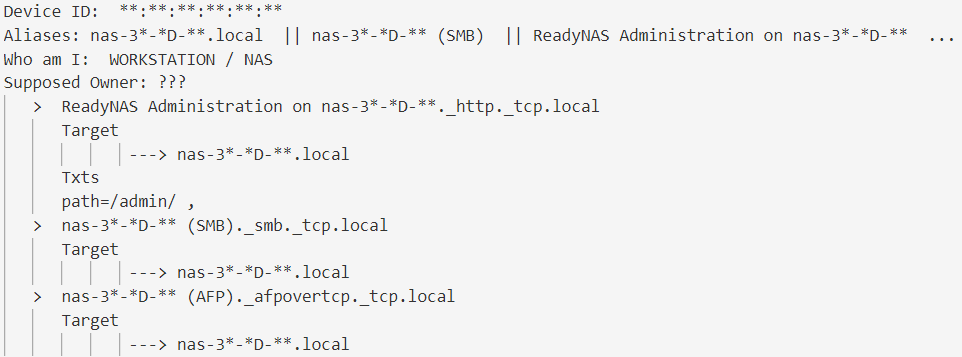 Device ID:  **:**:**:**:**:**
Aliases: nas-3*-*D-**.local  || nas-3*-*D-** (SMB)  || ReadyNAS Administration on nas-3*-*D-**  ...
Who am I:  WORKSTATION / NAS
Supposed Owner: ???
>  ReadyNAS Administration on nas-3*-*D-**._http._tcp.local
Target
---> nas-3*-*D-**.local
Txts
path=/admin/ ,
>  nas-3*-*D-** (SMB)._smb._tcp.local
Target
---> nas-3*-*D-**.local
>  nas-3*-*D-** (AFP)._afpovertcp._tcp.local
Target
---> nas-3*-*D-**.local